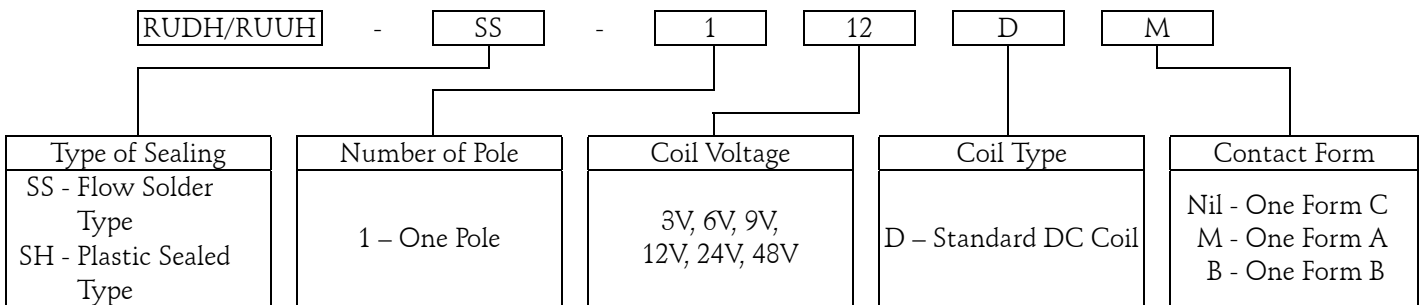 RUDH/RUUH - SS - 1 12 D M
Type of Sealing
SS - Flow Solder
Type
SH - Plastic Sealed
Type
Number of Pole
1 – One Pole
Coil Voltage
3V, 6V, 9V,
12V, 24V, 48V
Coil Type
D – Standard DC Coil
Contact Form
Nil - One Form C
M - One Form A
B - One Form B